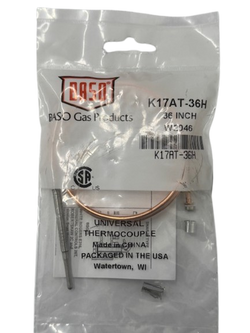 BASO
BASO Gas Products
K17AT-36H
36 INCH
K17AT-36H
SA
UNIVERSAL
THERMOCOUPLE
Made in CHINA
PACKAGED IN THE USA
Watertown, WI